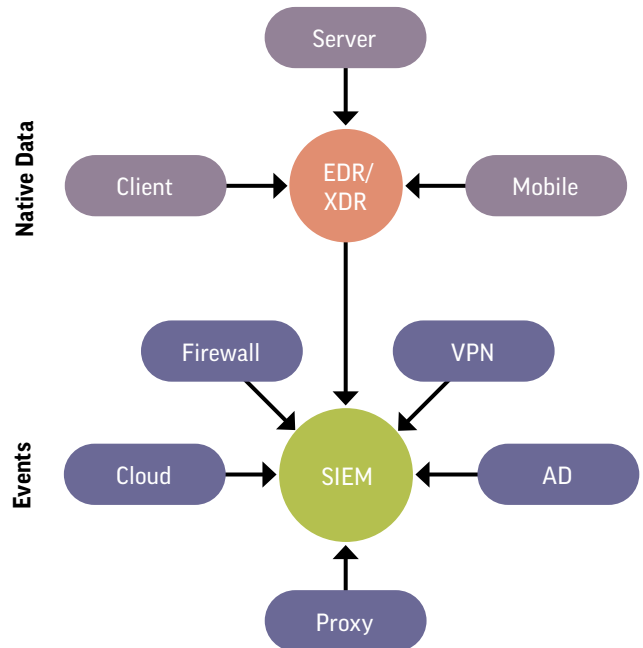 Server
Native Data
Client
EDR/
XDR
Mobile
Firewall
VPN
Events
Cloud
SIEM
AD
Proxy